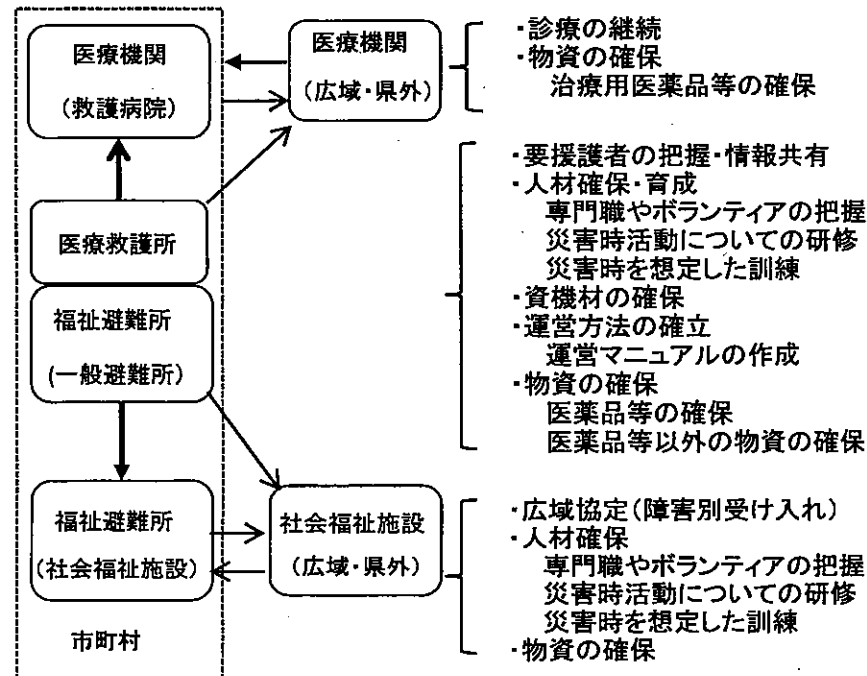 医療機関
(救護病院)
医療機関
(広域・県外)
・診療の継続
・物資の確保
治療用医薬品等の確保
医療救護所
福祉避難所
(一般避難所)
・要援護者の把握・情報共有
・人材確保・育成
専門職やボランティアの把握
災害時活動についての研修
災害時を想定した訓練
・資機材の確保
・運営方法の確立
運営マニュアルの作成
・物資の確保
医薬品等の確保
医薬品等以外の物資の確保
福祉避難所
(社会福祉施設)
社会福祉施設
(広域・県外)
・広域協定(障害別受け入れ)
・人材確保
専門職やボランティアの把握
災害時活動についての研修
災害時を想定した訓練
・物資の確保
市町村